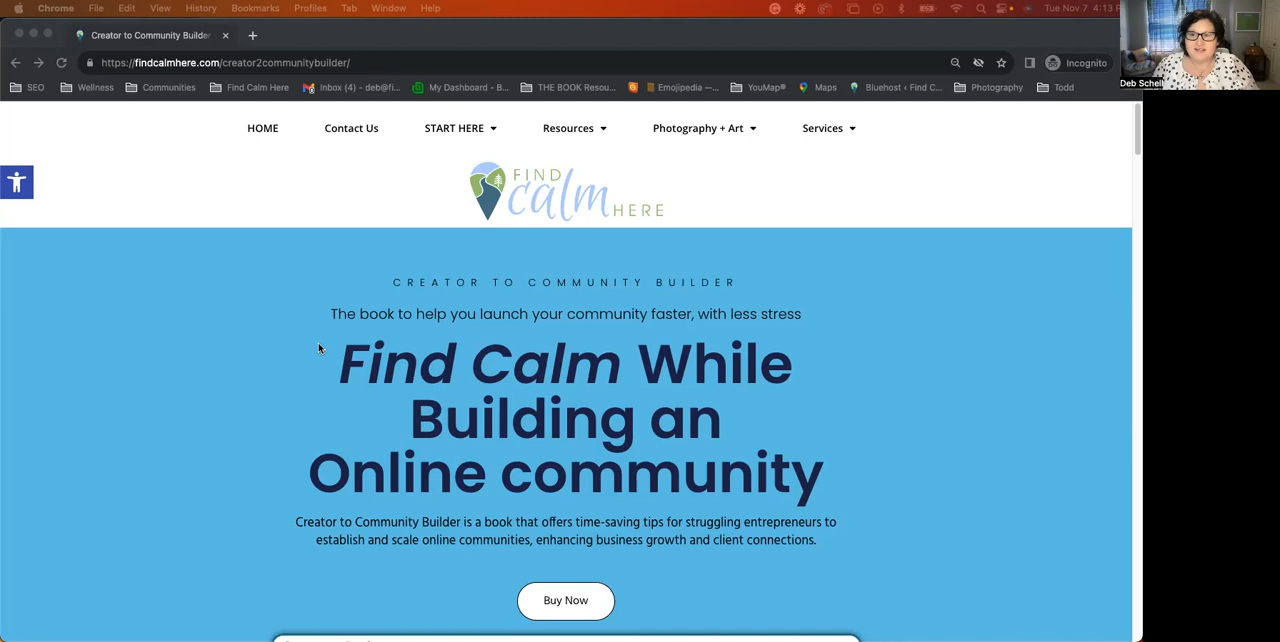 Chrome File Edit View History Bookmarks Profiles Tab Window Help Tue Nov 7 4:13 P
Creator to Community Builder
https://findcalmhere.com/creator2communitybuilder/ Incognito
SEO Wellness Communities Find Calm Here Inbox (4) - deb@fi... My Dashboard - B... THE BOOK Resou... Emojipedia —... YouMap® Maps Bluehost ‹ Find C... Photography Todd
Deb Schell
HOME Contact Us START HERE Resources Photography + Art Services
FIND
calm
HERE
CREATOR TO COMMUNITY BUILDER
The book to help you launch your community faster, with less stress
Find Calm While
Building an
Online community
Creator to Community Builder is a book that offers time-saving tips for struggling entrepreneurs to
establish and scale online communities, enhancing business growth and client connections.
Buy Now